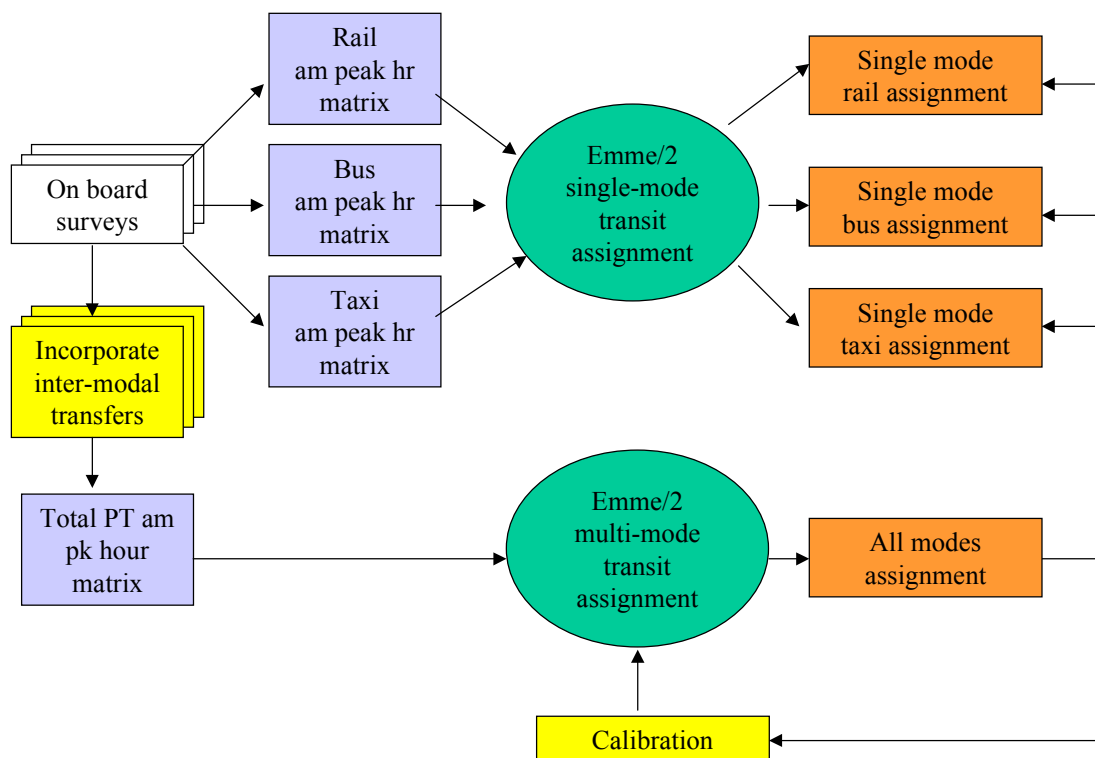 Rail
am peak hr
matrix
Single mode
rail assignment
On board
surveys
Bus
am peak hr
matrix
Emme/2
single-mode
transit
assignment
Single mode
bus assignment
Taxi
am peak hr
matrix
Single mode
taxi assignment
Incorporate
inter-modal
transfers
Total PT am
pk hour
matrix
Emme/2
multi-mode
transit
assignment
All modes
assignment
Calibration